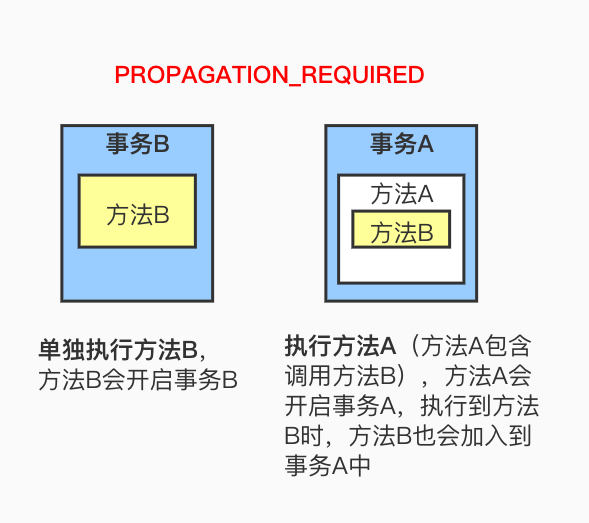 PROPAGATION_REQUIRED
事务B
方法B
单独执行方法B，
方法B会开启事务B
事务A
方法A
方法B
执行方法A（方法A包含
调用方法B），方法A会
开启事务A，执行到方法
B时，方法B也会加入到
事务A中